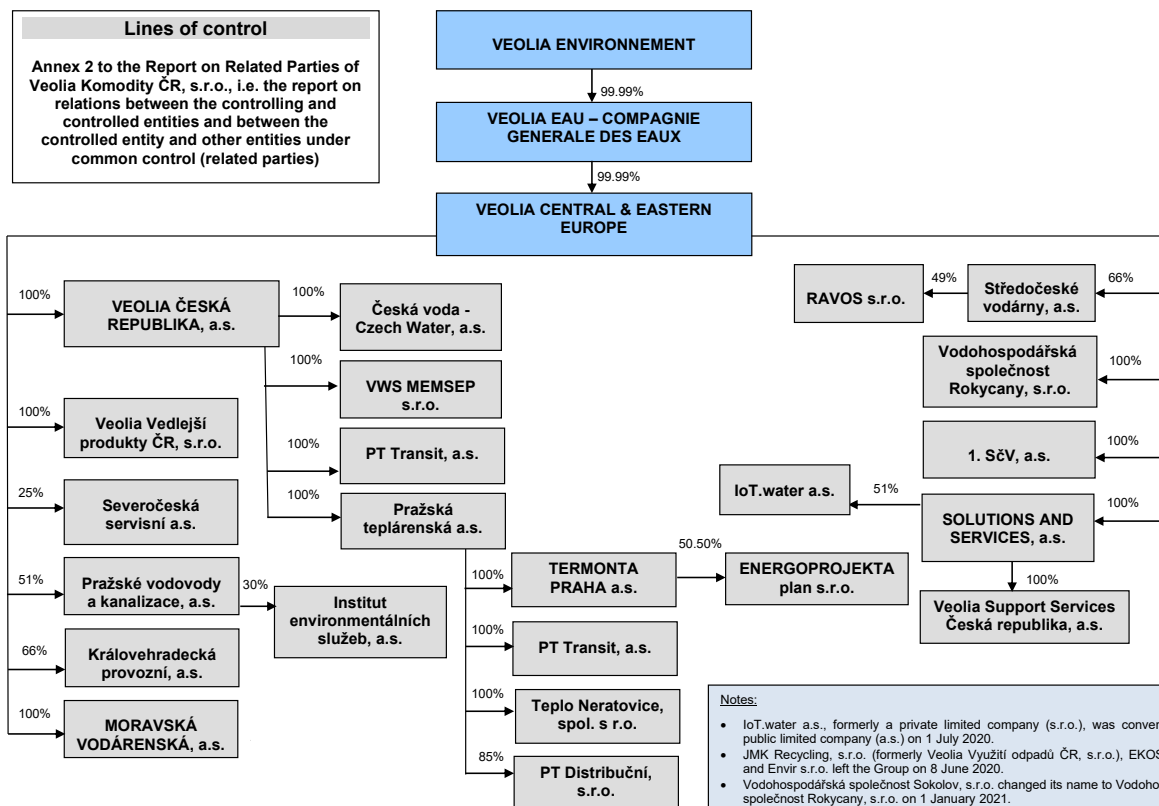 Lines of control
Annex 2 to the Report on Related Parties of
Veolia Komodity ČR, s.r.o., i.e. the report on
relations between the controlling and
controlled entities and between the
controlled entity and other entities under
common control (related parties)
VEOLIA ENVIRONNEMENT
99.99%
VEOLIA EAU – COMPAGNIE
GENERALE DES EAUX
99.99%
VEOLIA CENTRAL & EASTERN
EUROPE
100%
VEOLIA ČESKÁ
REPUBLIKA, a.s.
100%
Česká voda -
Czech Water, a.s.
100%
VWS MEMSEP
s.r.o.
100%
PT Transit, a.s.
100%
Pražská
teplárenská a.s.
100%
Veolia Vedlejší
produkty ČR, s.r.o.
25%
Severočeská
servisní a.s.
51%
Pražské vodovody
a kanalizace, a.s.
30%
Institut
environmentálních
služeb, a.s.
66%
Královehradecká
provozní, a.s.
100%
MORAVSKÁ
VODÁRENSKÁ, a.s.
100%
TERMONTA
PRAHA a.s.
50.50%
ENERGOPROJEKTA
plan s.r.o.
100%
PT Transit, a.s.
100%
Teplo Neratovice,
spol. s r.o.
85%
PT Distribuční,
s.r.o.
RAVOS s.r.o.
49%
Středočeské
vodárny, a.s.
66%
Vodohospodářská
společnost
Rokycany, s.r.o.
100%
1. SčV, a.s.
100%
IoT.water a.s.
51%
SOLUTIONS AND
SERVICES, a.s.
100%
100%
Veolia Support Services
Česká republika, a.s.
Notes:
• IoT.water a.s., formerly a private limited company (s.r.o.), was conver
public limited company (a.s.) on 1 July 2020.
• JMK Recycling, s.r.o. (formerly Veolia Využití odpadů ČR, s.r.o.), EKOS
and Envir s.r.o. left the Group on 8 June 2020.
• Vodohospodářská společnost Sokolov, s.r.o. changed its name to Vodoho
společnost Rokycany, s.r.o. on 1 January 2021.